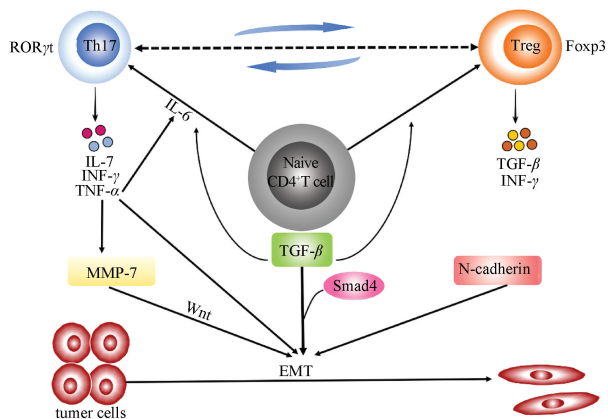 RORγt
Th17
Treg
Foxp3
IL-6
Naive
CD4⁺T cell
IL-7
INF-γ
TNF-α
TGF-β
INF-γ
TGF-β
MMP-7
Smad4
N-cadherin
Wnt
EMT
tumer cells